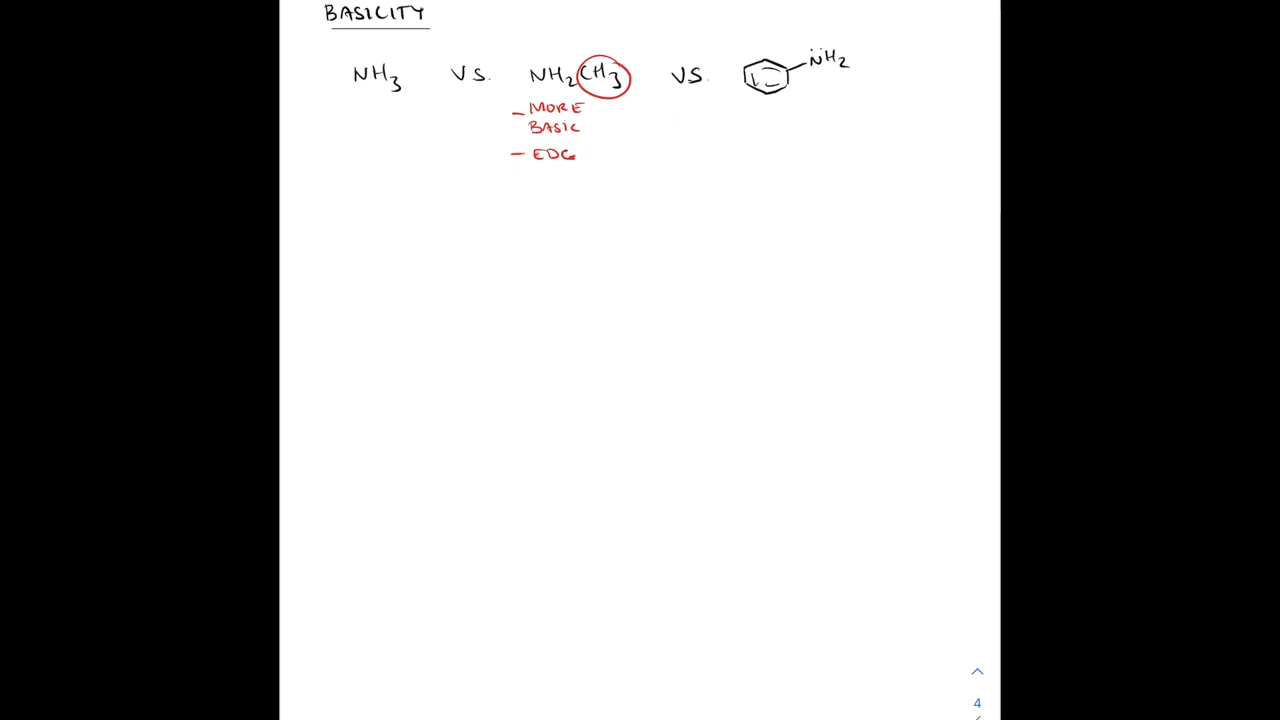 BASICITY
NH3 VS. NH2CH3 VS. NH2
- MORE
BASIC
- EDG
4